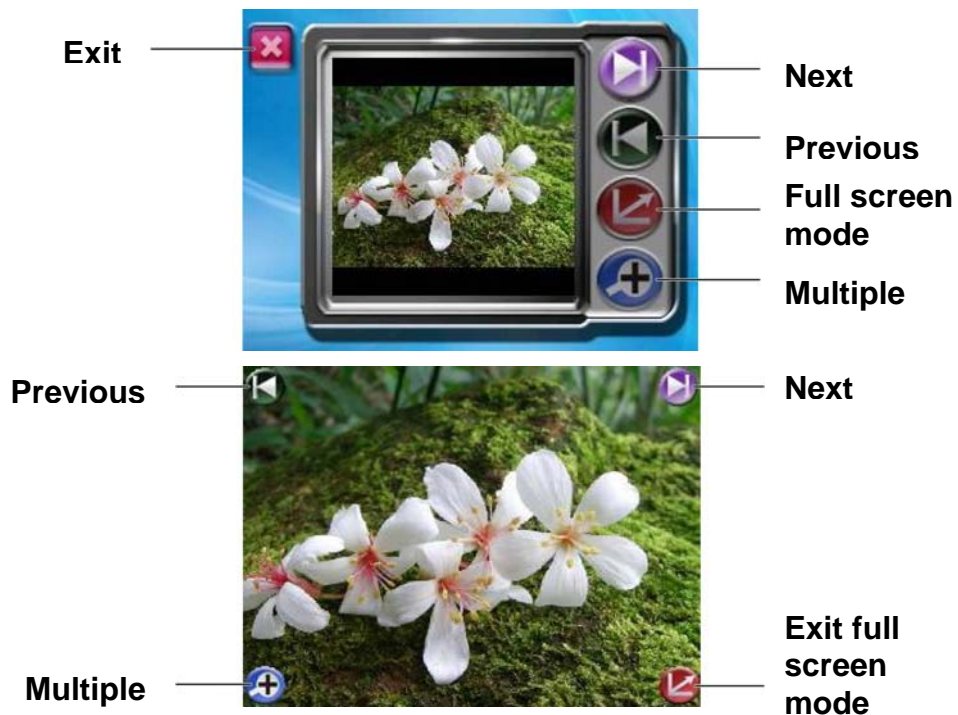 Exit
Next
Previous
Full screen
mode
Multiple
Previous
Next
Multiple
Exit full
screen
mode